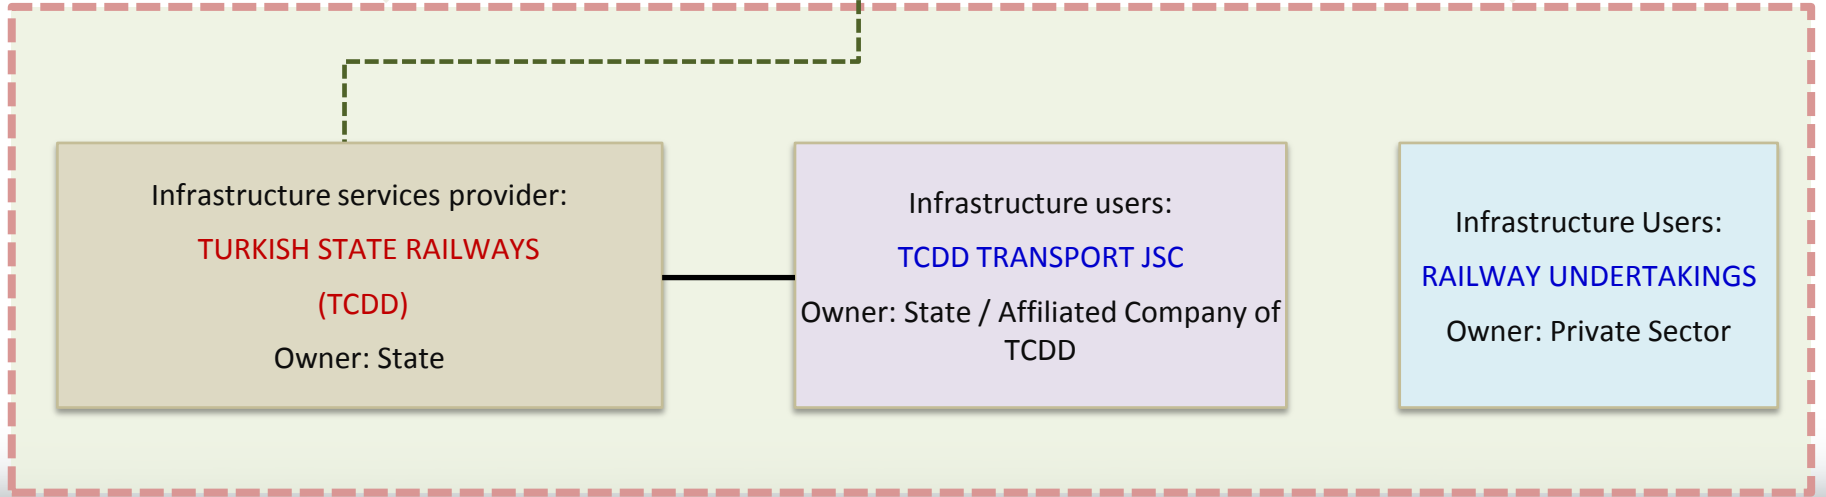 Infrastructure services provider:
TURKISH STATE RAILWAYS
(TCDD)
Owner: State
Infrastructure users:
TCDD TRANSPORT JSC
Owner: State / Affiliated Company of
TCDD
Infrastructure Users:
RAILWAY UNDERTAKINGS
Owner: Private Sector